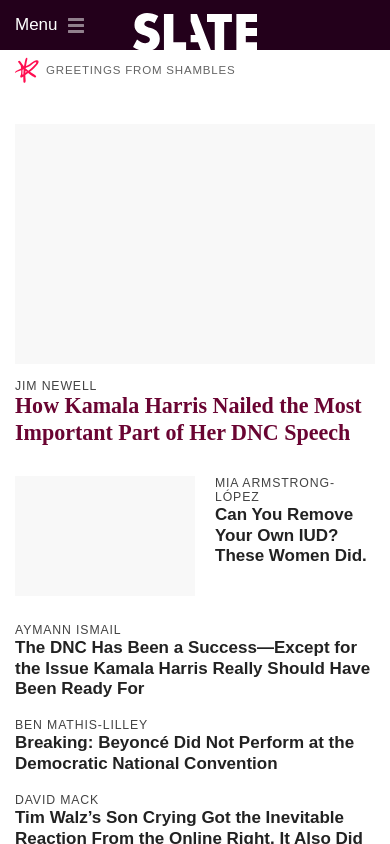 Menu
SLATE
GREETINGS FROM SHAMBLES
JIM NEWELL
How Kamala Harris Nailed the Most
Important Part of Her DNC Speech
MIA ARMSTRONG-
LÓPEZ
Can You Remove
Your Own IUD?
These Women Did.
AYMANN ISMAIL
The DNC Has Been a Success—Except for
the Issue Kamala Harris Really Should Have
Been Ready For
BEN MATHIS-LILLEY
Breaking: Beyoncé Did Not Perform at the
Democratic National Convention
DAVID MACK
Tim Walz’s Son Crying Got the Inevitable
Reaction From the Online Right. It Also Did